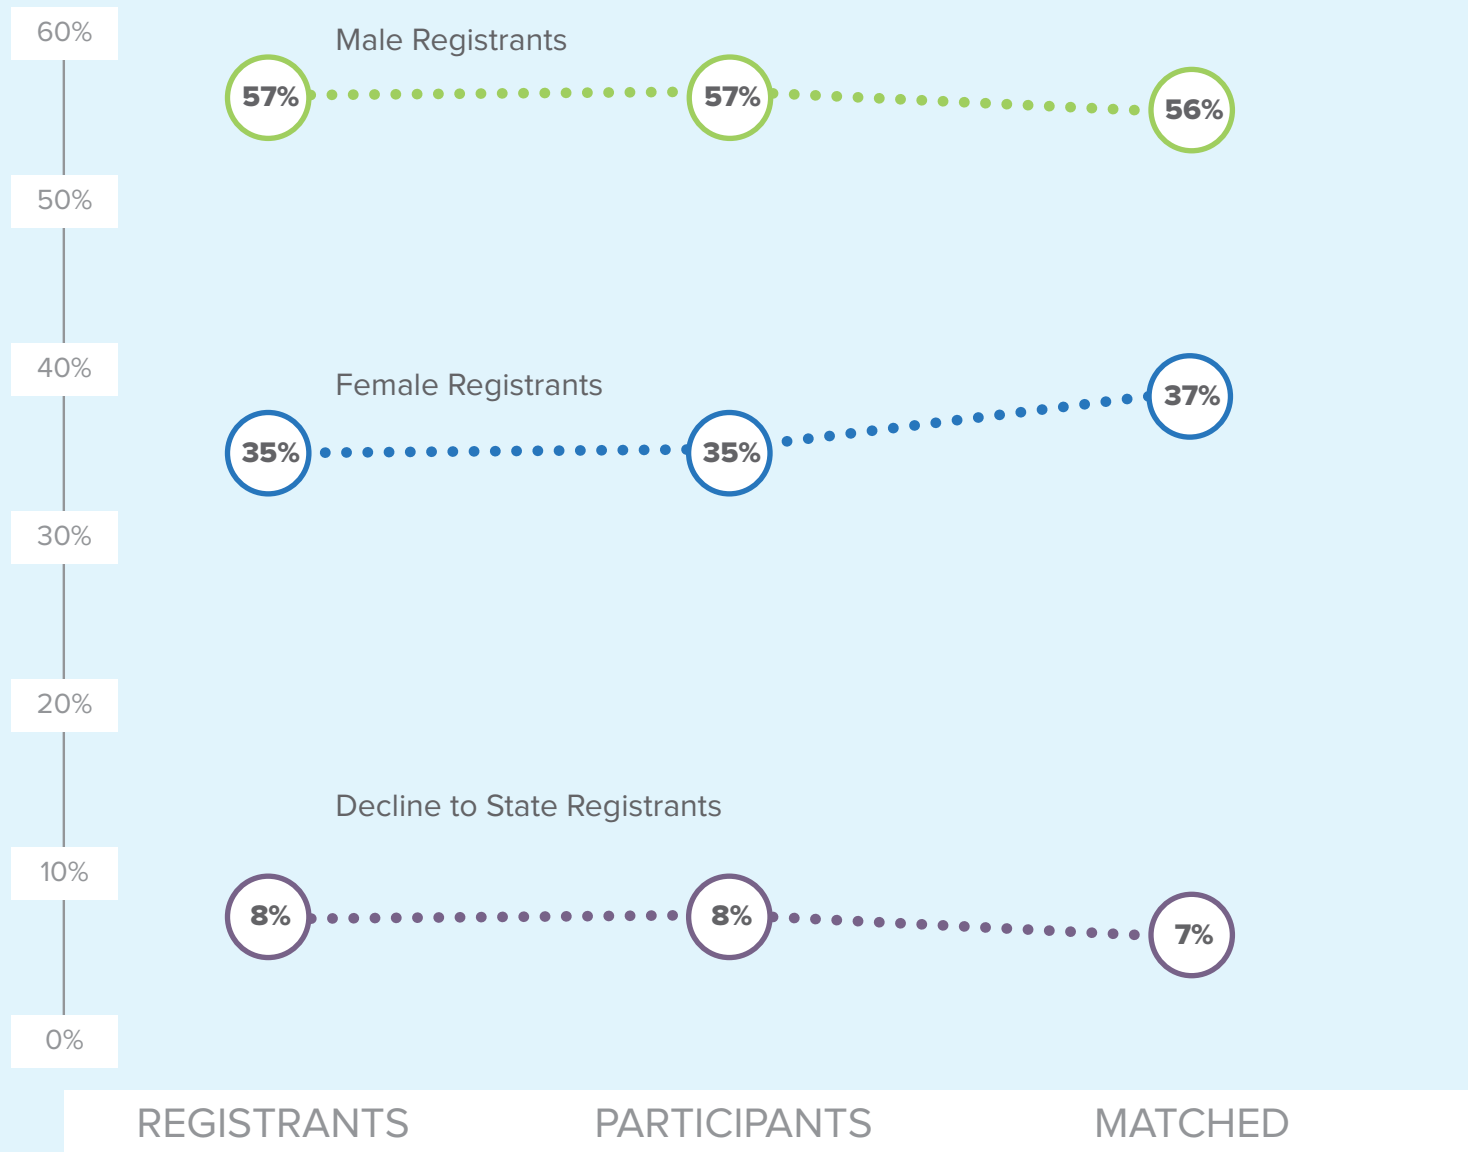 60%
Male Registrants
57%
57%
56%
50%
40%
Female Registrants
35%
35%
37%
30%
20%
Decline to State Registrants
10%
8%
8%
7%
0%
REGISTRANTS
PARTICIPANTS
MATCHED